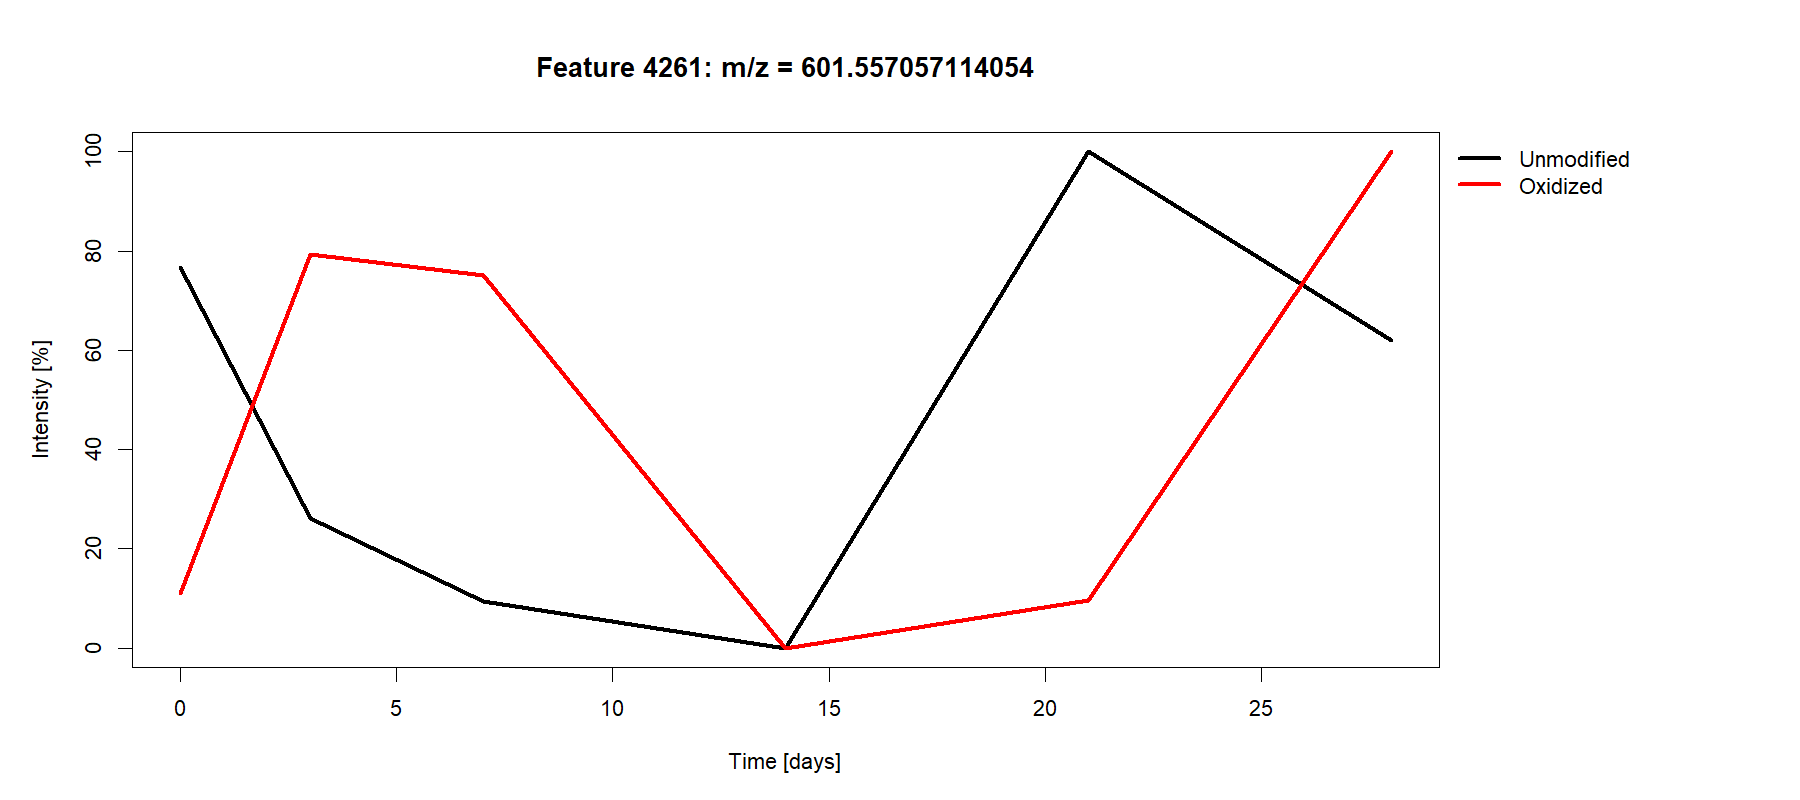 Feature 4261: m/z = 601.557057114054
Unmodified
Oxidized
Intensity [%]
100
80
60
40
20
0
0 5 10 15 20 25
Time [days]